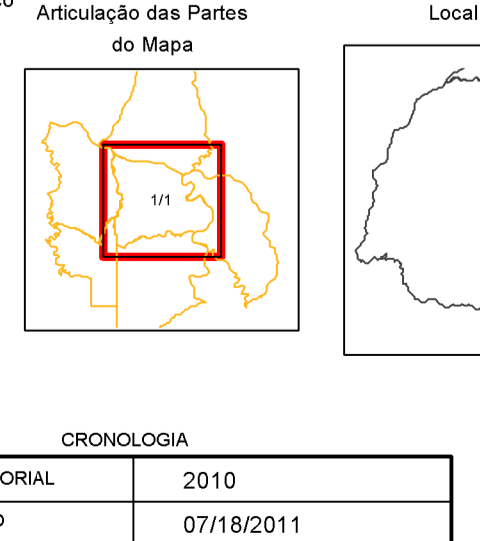 Articulação das Partes
do Mapa
Local
1/1
CRONOLOGIA
ORIAL 2010
07/18/2011